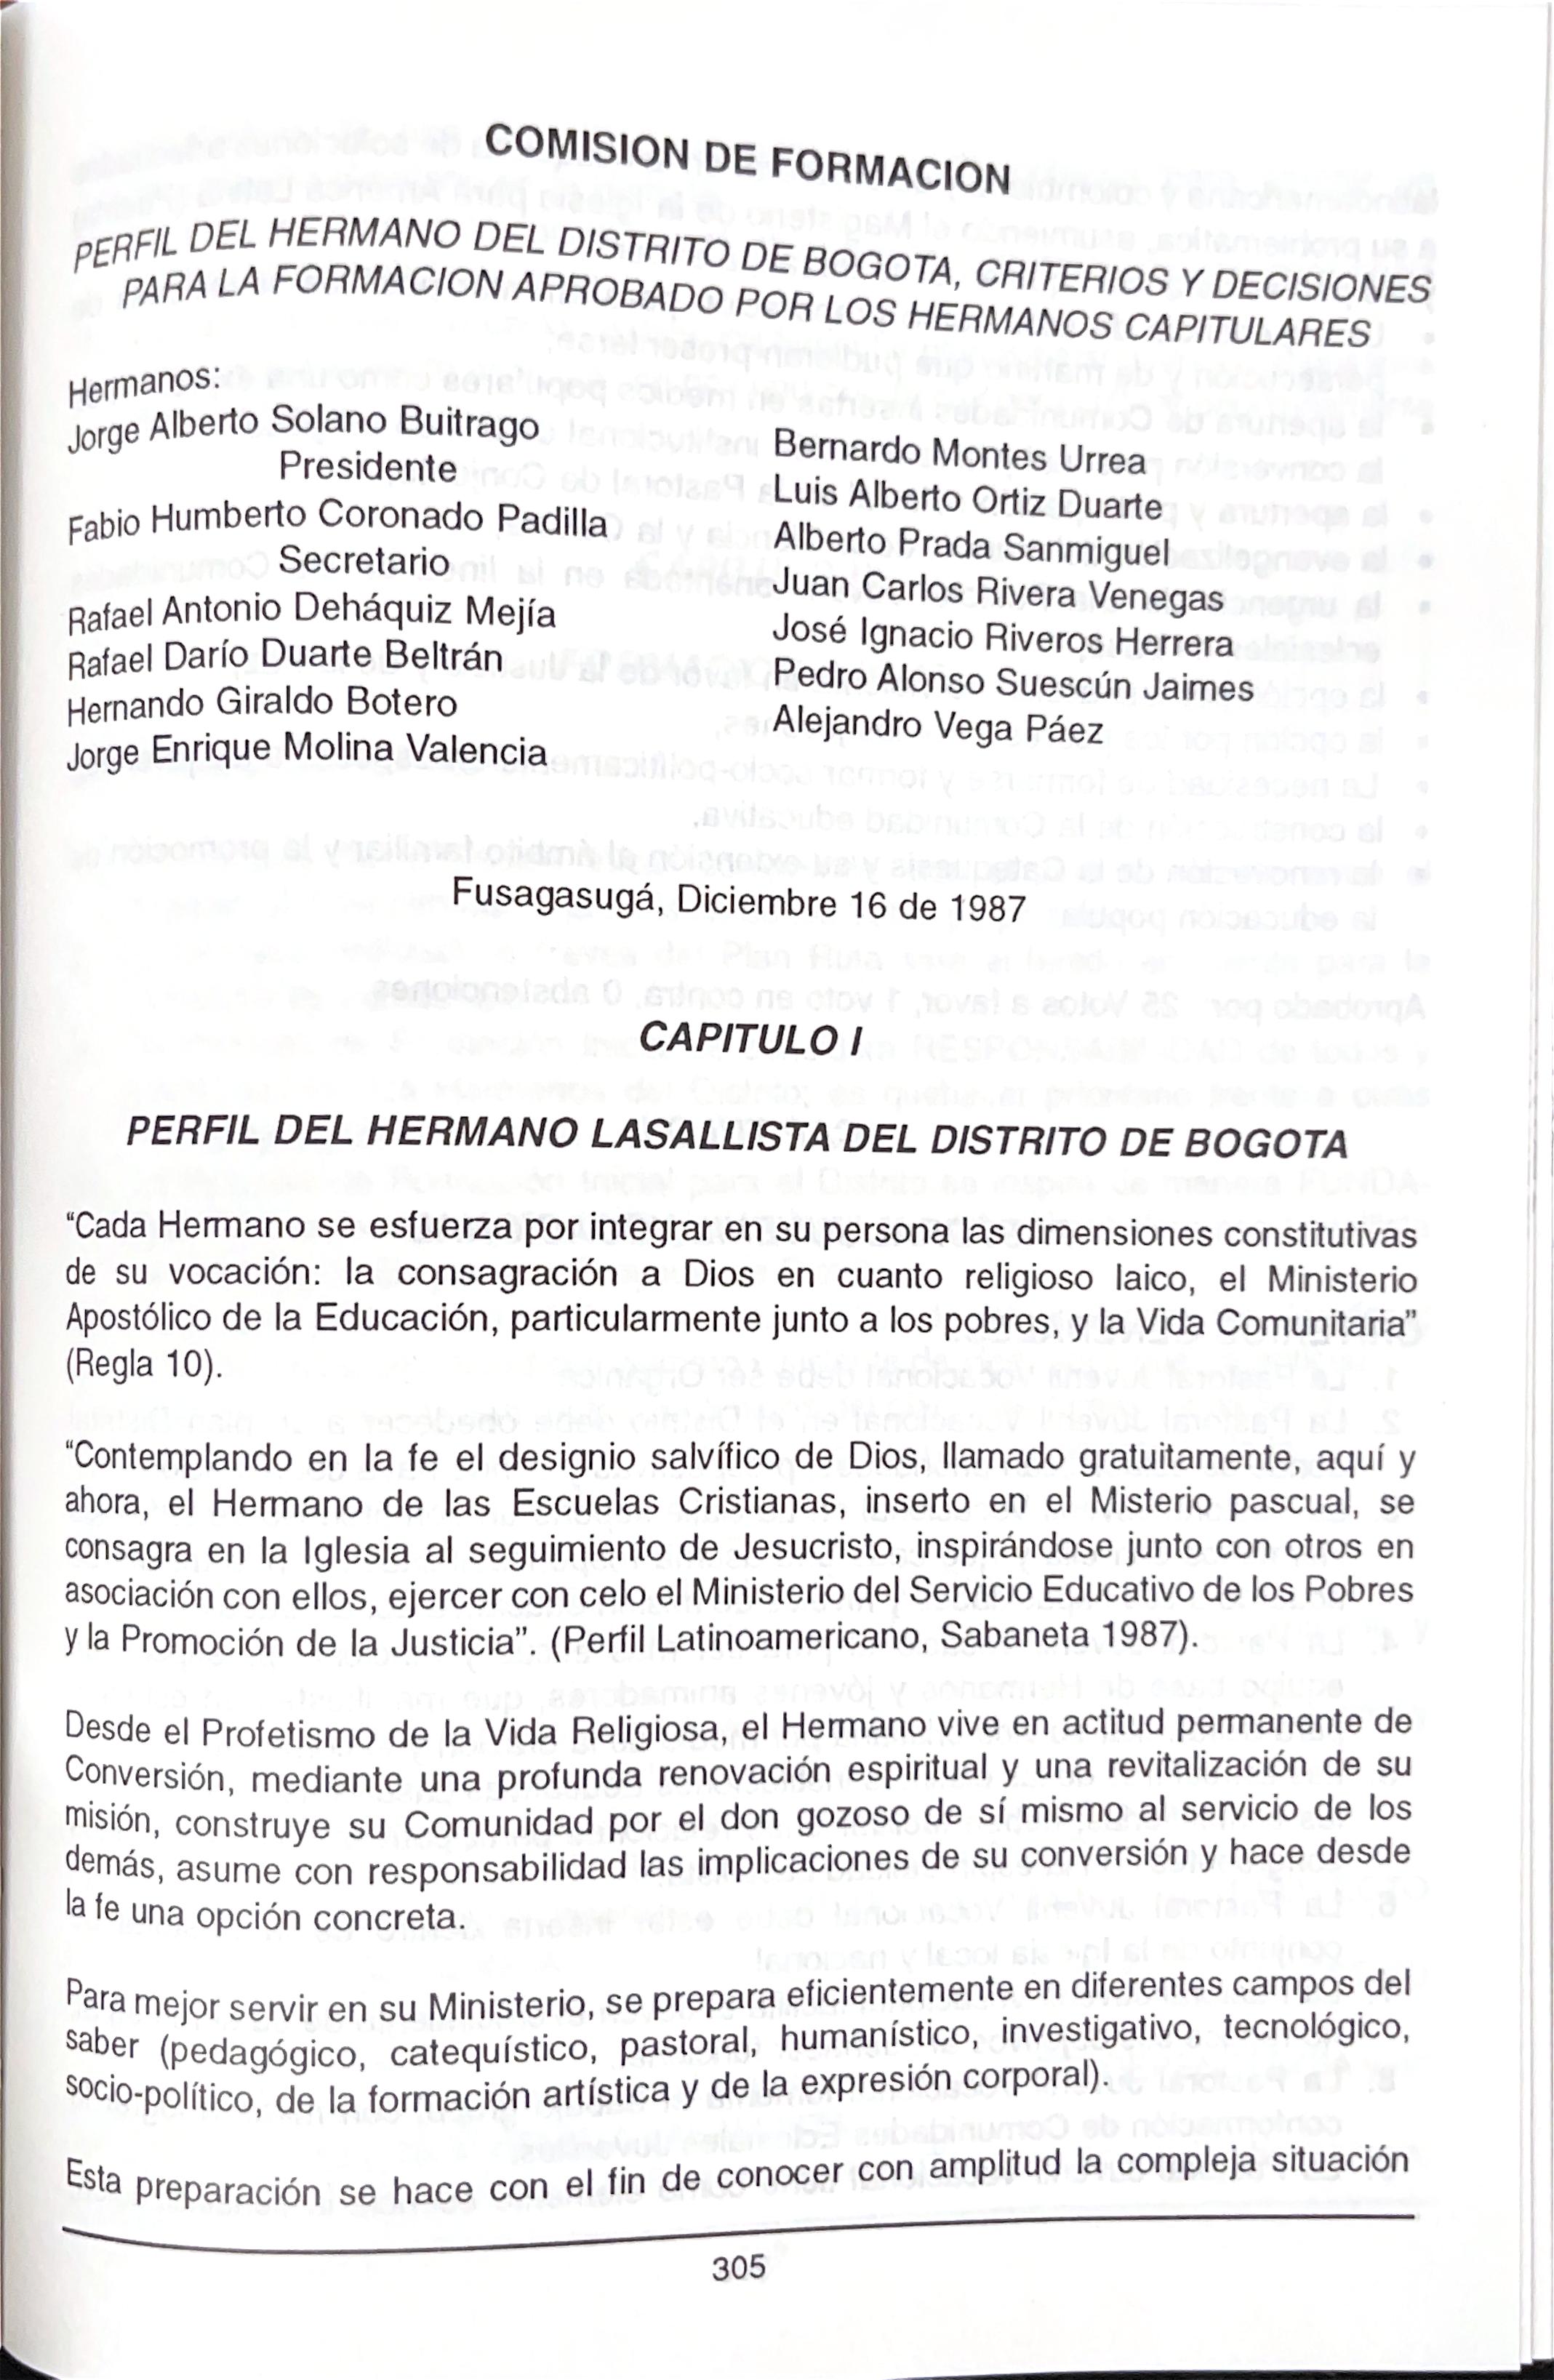 COMISION DE FORMACION
PERFIL DEL HERMANO DEL DISTRITO DE BOGOTA, CRITERIOS Y DECISIONES
PARA LA FORMACION APROBADO POR LOS HERMANOS CAPITULARES
Hermanos:
Jorge Alberto Solano Buitrago
Presidente
Fabio Humberto Coronado Padilla
Secretario
Rafael Antonio Deháquiz Mejía
Rafael Darío Duarte Beltrán
Hernando Giraldo Botero
Jorge Enrique Molina Valencia
Bernardo Montes Urrea
Luis Alberto Ortiz Duarte
Alberto Prada Sanmiguel
Juan Carlos Rivera Venegas
José Ignacio Riveros Herrera
Pedro Alonso Suescún Jaimes
Alejandro Vega Páez
Fusagasugá, Diciembre 16 de 1987
CAPITULO I
PERFIL DEL HERMANO LASALLISTA DEL DISTRITO DE BOGOTA
“Cada Hermano se esfuerza por integrar en su persona las dimensiones constitutivas
de su vocación: la consagración a Dios en cuanto religioso laico, el Ministerio
Apostólico de la Educación, particularmente junto a los pobres, y la Vida Comunitaria”
(Regla 10).
“Contemplando en la fe el designio salvífico de Dios, llamado gratuitamente, aquí y
ahora, el Hermano de las Escuelas Cristianas, inserto en el Misterio pascual, se
consagra en la Iglesia al seguimiento de Jesucristo, inspirándose junto con otros en
asociación con ellos, ejercer con celo el Ministerio del Servicio Educativo de los Pobres
y la Promoción de la Justicia”. (Perfil Latinoamericano, Sabaneta 1987).
Desde el Profetismo de la Vida Religiosa, el Hermano vive en actitud permanente de
Conversión, mediante una profunda renovación espiritual y una revitalización de su
misión, construye su Comunidad por el don gozoso de sí mismo al servicio de los
demás, asume con responsabilidad las implicaciones de su conversión y hace desde
la fe una opción concreta.
Para mejor servir en su Ministerio, se prepara eficientemente en diferentes campos del
saber (pedagógico, catequístico, pastoral, humanístico, investigativo, tecnológico,
socio-político, de la formación artística y de la expresión corporal).
Esta preparación se hace con el fin de conocer con amplitud la compleja situación
305